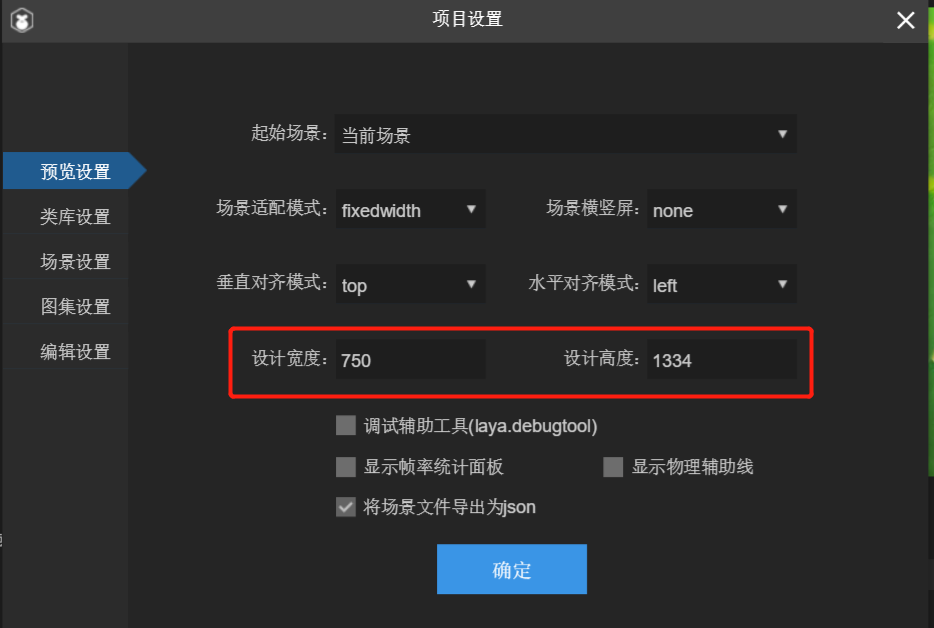 项目设置
起始场景： 当前场景
预览设置
类库设置
场景设置
图集设置
编辑设置
场景适配模式： fixedwidth 场景横竖屏： none
垂直对齐模式： top 水平对齐模式： left
设计宽度： 750 设计高度： 1334
调试辅助工具(laya.debugtool)
显示帧率统计面板 显示物理辅助线
将场景文件导出为json
确定